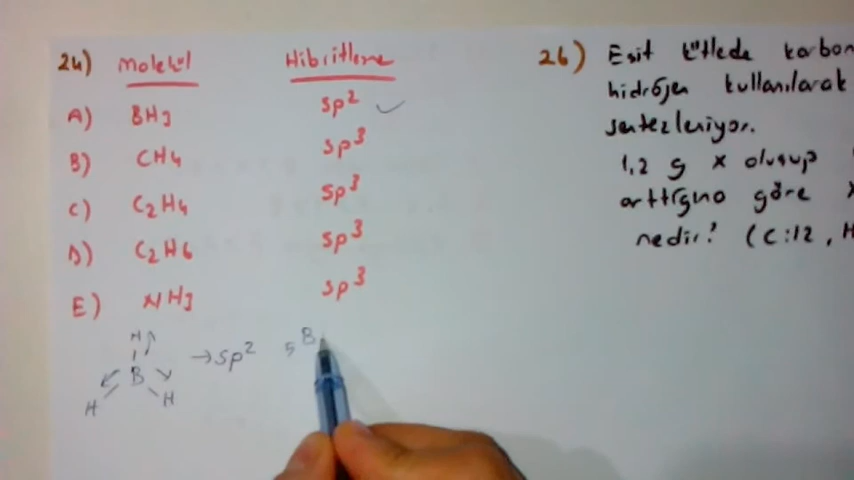 24) Molekül Hibritleşme
A) BH3 sp² ✓
B) CH4 sp³
C) C2H4 sp³
D) C2H6 sp³
E) NH3 sp³
H
B → sp² 5B
H H
26) Eşit kütlede karbon
hidrojen kullanılarak
sentezleniyor.
1,2 g x oluşup
arttığına göre
nedir? (C:12, H